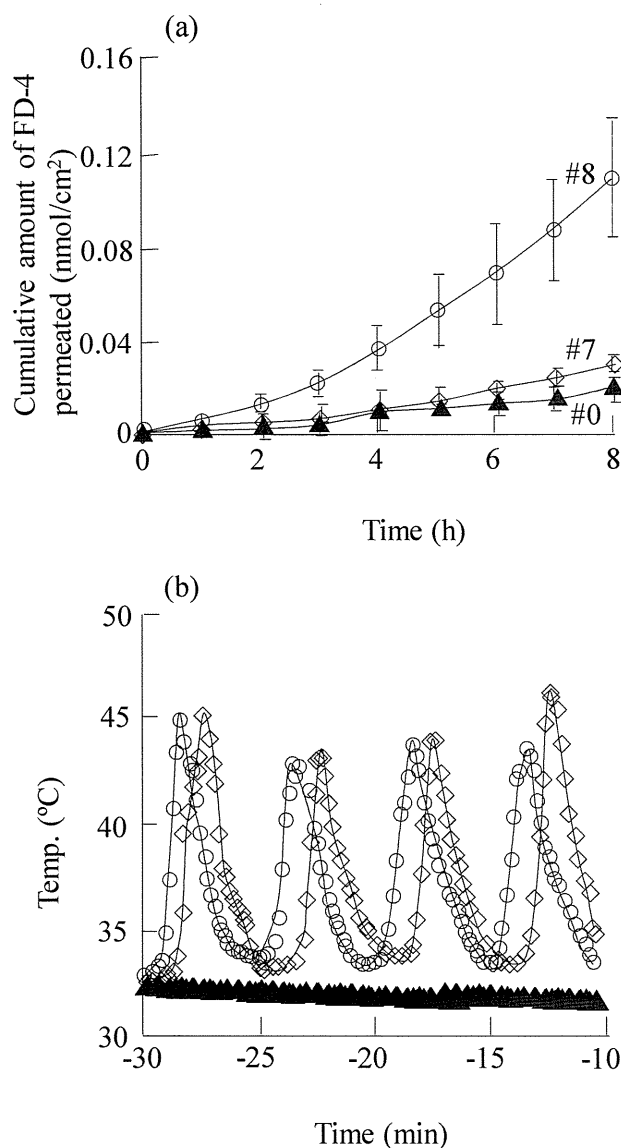 (a)
0.16
0.12
0.08
0.04
0
Cumulative amount of FD-4
permeated (nmol/cm²)
#8
#7
#0
0 2 4 6 8
Time (h)
(b)
50
45
40
35
30
Temp. (ºC)
-30 -25 -20 -15 -10
Time (min)